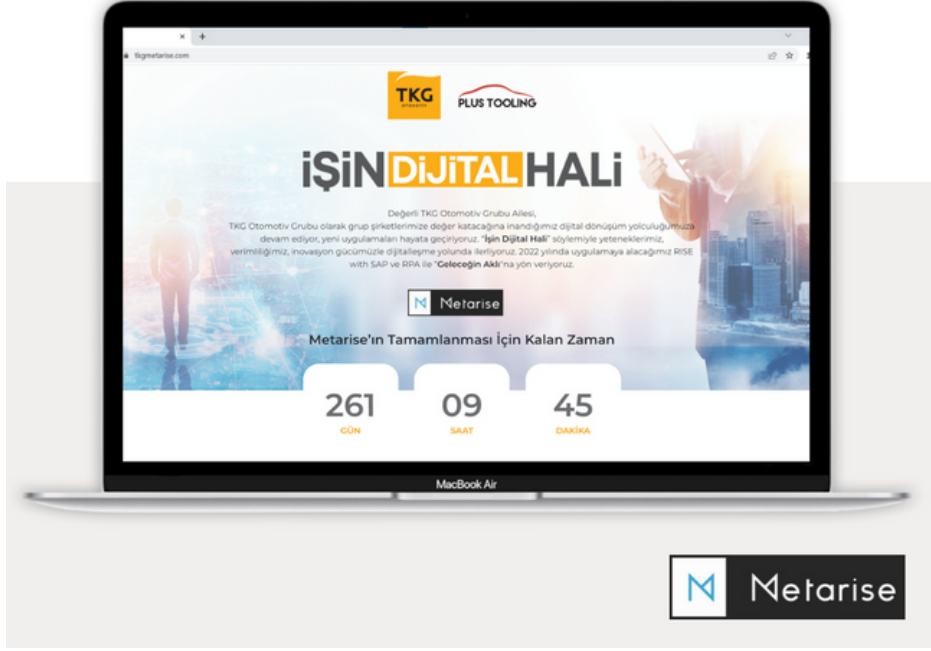 tkgmetarise.com
TKG
OTOMOTİV
PLUS TOOLING
İŞİN DİJİTAL HALİ
Değerli TKG Otomotiv Grubu Ailesi,
TKG Otomotiv Grubu olarak grup şirketlerimize değer katacağına inandığımız dijital dönüşüm yolculuğumuza
devam ediyor, yeni uygulamaları hayata geçiriyoruz. "İşin Dijital Hali" söylemiyle yeteneklerimiz,
verimliliğimiz, inovasyon gücümüzle dijitalleşme yolunda ilerliyoruz. 2022 yılında uygulamaya alacağımız RISE
with SAP ve RPA ile "Geleceğin Aklı"na yön veriyoruz.
Metarise
Metarise'ın Tamamlanması İçin Kalan Zaman
261 09 45
GÜN SAAT DAKİKA
MacBook Air
Metarise